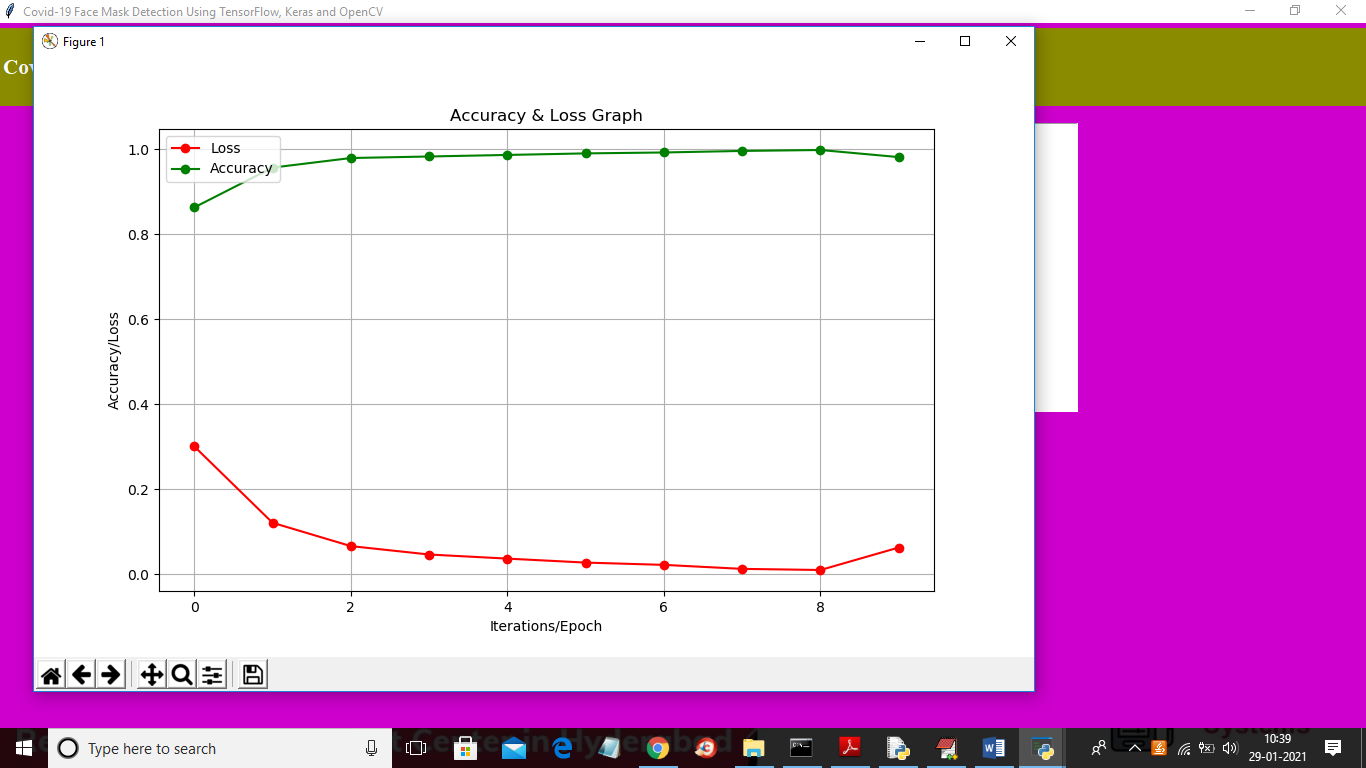 Covid-19 Face Mask Detection Using TensorFlow, Keras and OpenCV
Figure 1
Accuracy & Loss Graph
Loss
Accuracy
1.0
0.8
0.6
0.4
0.2
0.0
Accuracy/Loss
0 2 4 6 8
Iterations/Epoch
Type here to search
10:39
29-01-2021